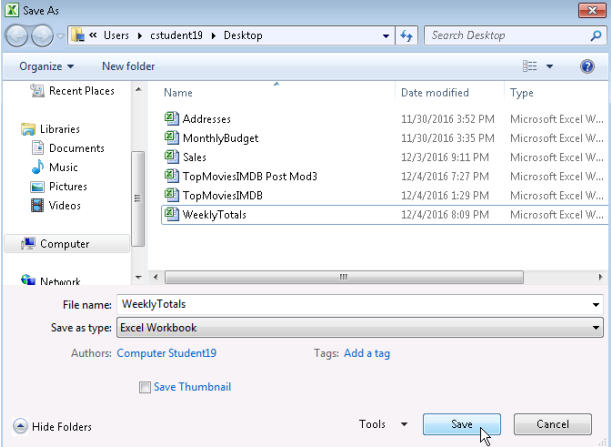 Save As
« Users ▸ cstudent19 ▸ Desktop
Search Desktop
Organize ▾ New folder
Recent Places
Libraries
Documents
Music
Pictures
Videos
Computer
Network
Name Date modified Type
Addresses 11/30/2016 3:52 PM Microsoft Excel W...
MonthlyBudget 11/30/2016 3:35 PM Microsoft Excel W...
Sales 12/3/2016 9:11 PM Microsoft Excel W...
TopMoviesIMDB Post Mod3 12/4/2016 7:27 PM Microsoft Excel W...
TopMoviesIMDB 12/4/2016 1:29 PM Microsoft Excel W...
WeeklyTotals 12/4/2016 8:09 PM Microsoft Excel W...
File name: WeeklyTotals
Save as type: Excel Workbook
Authors: Computer Student19 Tags: Add a tag
Save Thumbnail
Hide Folders Tools ▾ Save Cancel